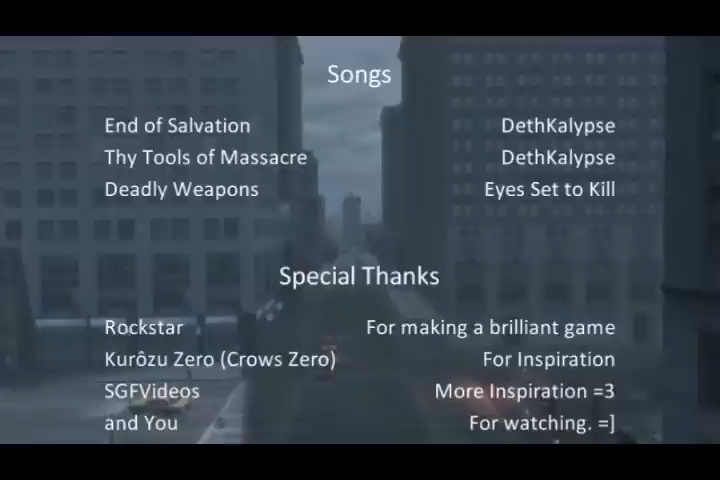 Songs
End of Salvation DethKalypse
Thy Tools of Massacre DethKalypse
Deadly Weapons Eyes Set to Kill
Special Thanks
Rockstar For making a brilliant game
Kurôzu Zero (Crows Zero) For Inspiration
SGFVideos More Inspiration =3
and You For watching. =]